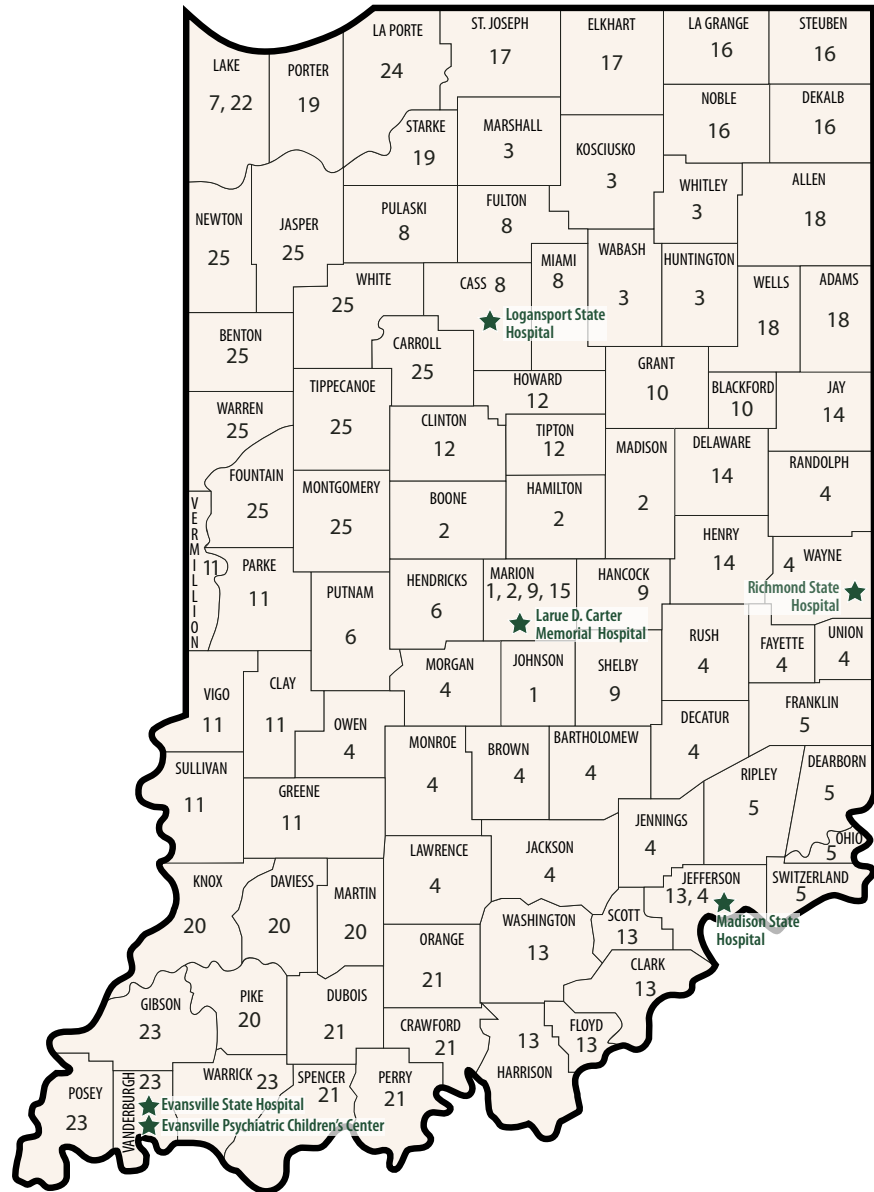 LAKE
7, 22
PORTER
19
LA PORTE
24
ST. JOSEPH
17
ELKHART
17
LA GRANGE
16
STEUBEN
16
NOBLE
16
DEKALB
16
STARKE
19
MARSHALL
3
KOSCIUSKO
3
WHITLEY
3
ALLEN
18
NEWTON
25
JASPER
25
PULASKI
8
FULTON
8
WHITE
25
CASS 8
MIAMI
8
WABASH
3
HUNTINGTON
3
WELLS
18
ADAMS
18
Logansport State
Hospital
BENTON
25
CARROLL
25
HOWARD
12
GRANT
10
BLACKFORD
10
JAY
14
WARREN
25
TIPPECANOE
25
CLINTON
12
TIPTON
12
MADISON
2
DELAWARE
14
RANDOLPH
4
FOUNTAIN
25
MONTGOMERY
25
BOONE
2
HAMILTON
2
HENRY
14
WAYNE
4
Richmond State
Hospital
VERMILLION
11
PARKE
11
PUTNAM
6
HENDRICKS
6
MARION
1, 2, 9, 15
HANCOCK
9
Larue D. Carter
Memorial Hospital
RUSH
4
FAYETTE
4
UNION
4
VIGO
11
CLAY
11
OWEN
4
MORGAN
4
JOHNSON
1
SHELBY
9
DECATUR
4
FRANKLIN
5
SULLIVAN
11
GREENE
11
MONROE
4
BROWN
4
BARTHOLOMEW
4
RIPLEY
5
DEARBORN
5
OHIO
5
JENNINGS
4
LAWRENCE
4
JACKSON
4
JEFFERSON
13, 4
SWITZERLAND
5
Madison State
Hospital
KNOX
20
DAVIESS
20
MARTIN
20
WASHINGTON
13
SCOTT
13
ORANGE
21
CLARK
13
GIBSON
23
PIKE
20
DUBOIS
21
CRAWFORD
21
13
HARRISON
FLOYD
13
POSEY
23
VANDERBURGH
23
WARRICK 23
SPENCER
21
PERRY
21
Evansville State Hospital
Evansville Psychiatric Children's Center